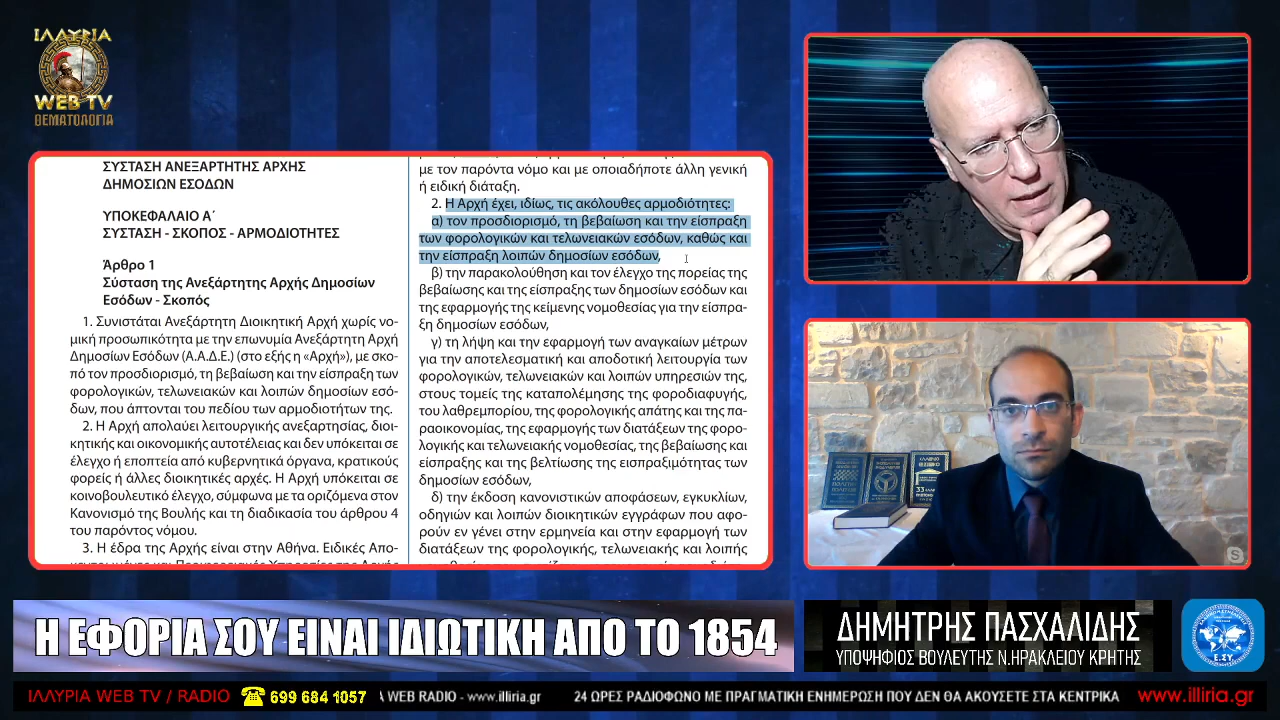 ΙΛΛΥΡΙΑ
WEB TV
ΘΕΜΑΤΟΛΟΓΙΑ
ΣΥΣΤΑΣΗ ΑΝΕΞΑΡΤΗΤΗΣ ΑΡΧΗΣ
ΔΗΜΟΣΙΩΝ ΕΣΟΔΩΝ
ΥΠΟΚΕΦΑΛΑΙΟ Α΄
ΣΥΣΤΑΣΗ - ΣΚΟΠΟΣ - ΑΡΜΟΔΙΟΤΗΤΕΣ
Άρθρο 1
Σύσταση της Ανεξάρτητης Αρχής Δημοσίων
Εσόδων - Σκοπός
1. Συνιστάται Ανεξάρτητη Διοικητική Αρχή χωρίς νο-
μική προσωπικότητα με την επωνυμία Ανεξάρτητη Αρχή
Δημοσίων Εσόδων (Α.Α.Δ.Ε.) (στο εξής η «Αρχή»), με σκο-
πό τον προσδιορισμό, τη βεβαίωση και την είσπραξη των
φορολογικών, τελωνειακών και λοιπών δημοσίων εσό-
δων, που άπτονται του πεδίου των αρμοδιοτήτων της.
2. Η Αρχή απολαύει λειτουργικής ανεξαρτησίας, διοι-
κητικής και οικονομικής αυτοτέλειας και δεν υπόκειται σε
έλεγχο ή εποπτεία από κυβερνητικά όργανα, κρατικούς
φορείς ή άλλες διοικητικές αρχές. Η Αρχή υπόκειται σε
κοινοβουλευτικό έλεγχο, σύμφωνα με τα οριζόμενα στον
Κανονισμό της Βουλής και τη διαδικασία του άρθρου 4
του παρόντος νόμου.
3. Η έδρα της Αρχής είναι στην Αθήνα. Ειδικές Απο-
με τον παρόντα νόμο και με οποιαδήποτε άλλη γενική
ή ειδική διάταξη.
2. Η Αρχή έχει, ιδίως, τις ακόλουθες αρμοδιότητες:
α) τον προσδιορισμό, τη βεβαίωση και την είσπραξη
των φορολογικών και τελωνειακών εσόδων, καθώς και
την είσπραξη λοιπών δημοσίων εσόδων,
β) την παρακολούθηση και τον έλεγχο της πορείας της
βεβαίωσης και της είσπραξης των δημοσίων εσόδων και
της εφαρμογής της κείμενης νομοθεσίας για την είσπρα-
ξη δημοσίων εσόδων,
γ) τη λήψη και την εφαρμογή των αναγκαίων μέτρων
για την αποτελεσματική και αποδοτική λειτουργία των
φορολογικών, τελωνειακών και λοιπών υπηρεσιών της,
στους τομείς της καταπολέμησης της φοροδιαφυγής,
του λαθρεμπορίου, της φορολογικής απάτης και της πα-
ραοικονομίας, της εφαρμογής των διατάξεων της φορο-
λογικής και τελωνειακής νομοθεσίας, της βεβαίωσης και
είσπραξης και της βελτίωσης της εισπραξιμότητας των
δημοσίων εσόδων,
δ) την έκδοση κανονιστικών αποφάσεων, εγκυκλίων,
οδηγιών και λοιπών διοικητικών εγγράφων που αφο-
ρούν εν γένει στην ερμηνεία και στην εφαρμογή των
διατάξεων της φορολογικής, τελωνειακής και λοιπής
Η ΕΦΟΡΙΑ ΣΟΥ ΕΙΝΑΙ ΙΔΙΩΤΙΚΗ ΑΠΟ ΤΟ 1854
ΔΗΜΗΤΡΗΣ ΠΑΣΧΑΛΙΔΗΣ
ΥΠΟΨΗΦΙΟΣ ΒΟΥΛΕΥΤΗΣ Ν.ΗΡΑΚΛΕΙΟΥ ΚΡΗΤΗΣ
Ε.ΣΥ.
ΙΛΛΥΡΙΑ WEB TV / RADIO 699 684 1057 Α WEB RADIO - www.illiria.gr 24 ΩΡΕΣ ΡΑΔΙΟΦΩΝΟ ΜΕ ΠΡΑΓΜΑΤΙΚΗ ΕΝΗΜΕΡΩΣΗ ΠΟΥ ΔΕΝ ΘΑ ΑΚΟΥΣΕΤΕ ΣΤΑ ΚΕΝΤΡΙΚΑ www.illiria.gr